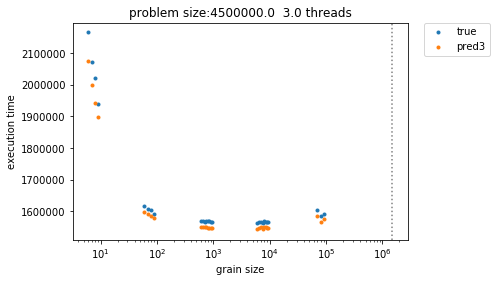 problem size:4500000.0  3.0 threads
true
pred3
execution time
2100000
2000000
1900000
1800000
1700000
1600000
10¹
10²
10³
10⁴
10⁵
10⁶
grain size